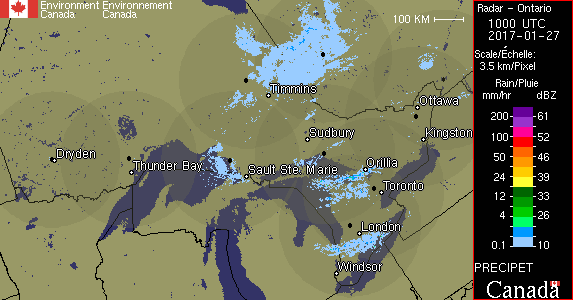 Environment Environnement
Canada Canada
100 KM
Timmins
Ottawa
Sudbury
Kingston
Dryden
Thunder Bay
Sault Ste. Marie
Orillia
Toronto
London
Windsor
Radar - Ontario
1000 UTC
2017-01-27
Scale/Échelle:
3.5 km/Pixel
Rain/Pluie
mm/hr dBZ
200 61
100 52
50 46
24 39
12 33
4 26
0.1 10
PRECIPET
Canada